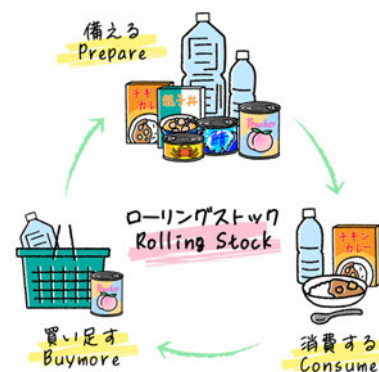 備える
Prepare
チキン
カレー
親子丼
Peaches
ローリングストック
Rolling Stock
チキン
カレー
Peaches
買い足す
Buymore
消費する
Consume